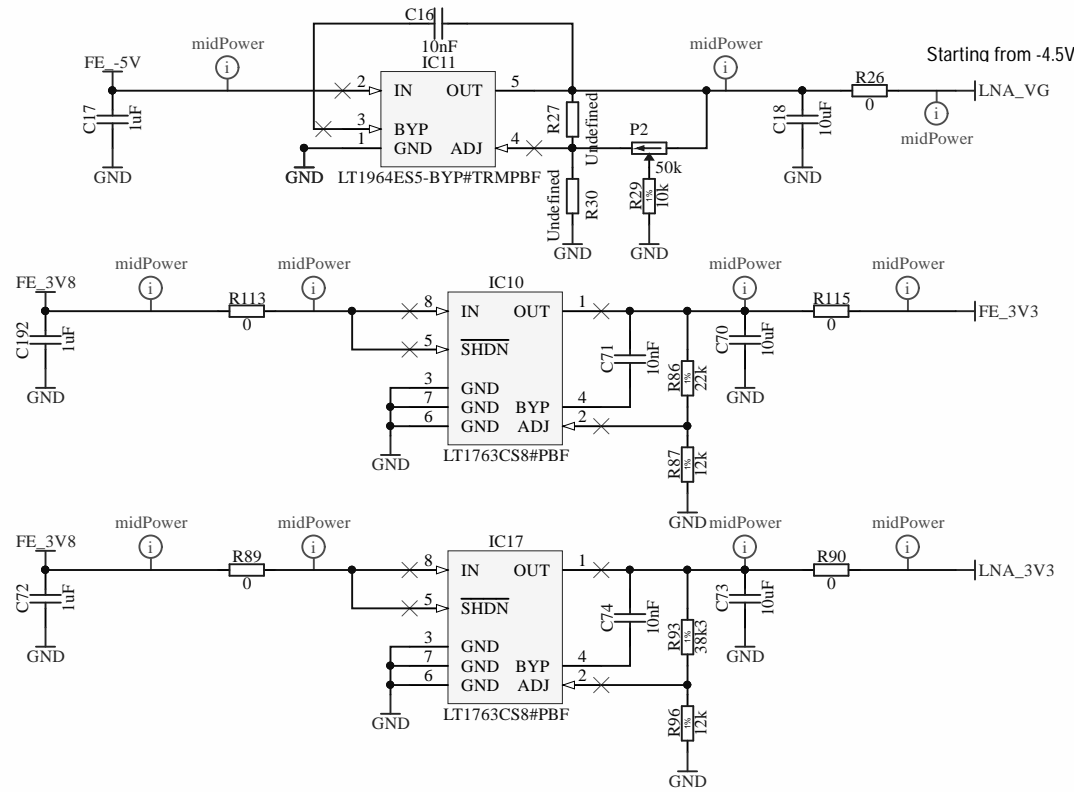 C16
10nF
midPower
midPower
Starting from -4.5V
FE_-5V
IC11
R26
0
LNA_VG
midPower
2
IN
OUT
5
C17
1uF
3
BYP
1
GND
ADJ
4
R27
Undefined
P2
50k
C18
10uF
GND
GND
LT1964ES5-BYP#TRMPBF
Undefined
R30
R29
1%
10k
GND
GND
GND
midPower
midPower
midPower
midPower
FE_3V8
IC10
R113
0
8
IN
OUT
1
R115
0
FE_3V3
C192
1uF
5
SHDN
C71
10nF
C70
10uF
R86
1%
22k
GND
3
GND
7
GND
BYP
4
6
GND
ADJ
2
GND
GND
LT1763CS8#PBF
R87
1%
12k
GND
midPower
midPower
midPower
midPower
FE_3V8
IC17
R89
0
8
IN
OUT
1
R90
0
LNA_3V3
C72
1uF
5
SHDN
C74
10nF
C73
10uF
R93
1%
38k3
GND
3
GND
7
GND
BYP
4
6
GND
ADJ
2
GND
GND
LT1763CS8#PBF
R96
1%
12k
GND